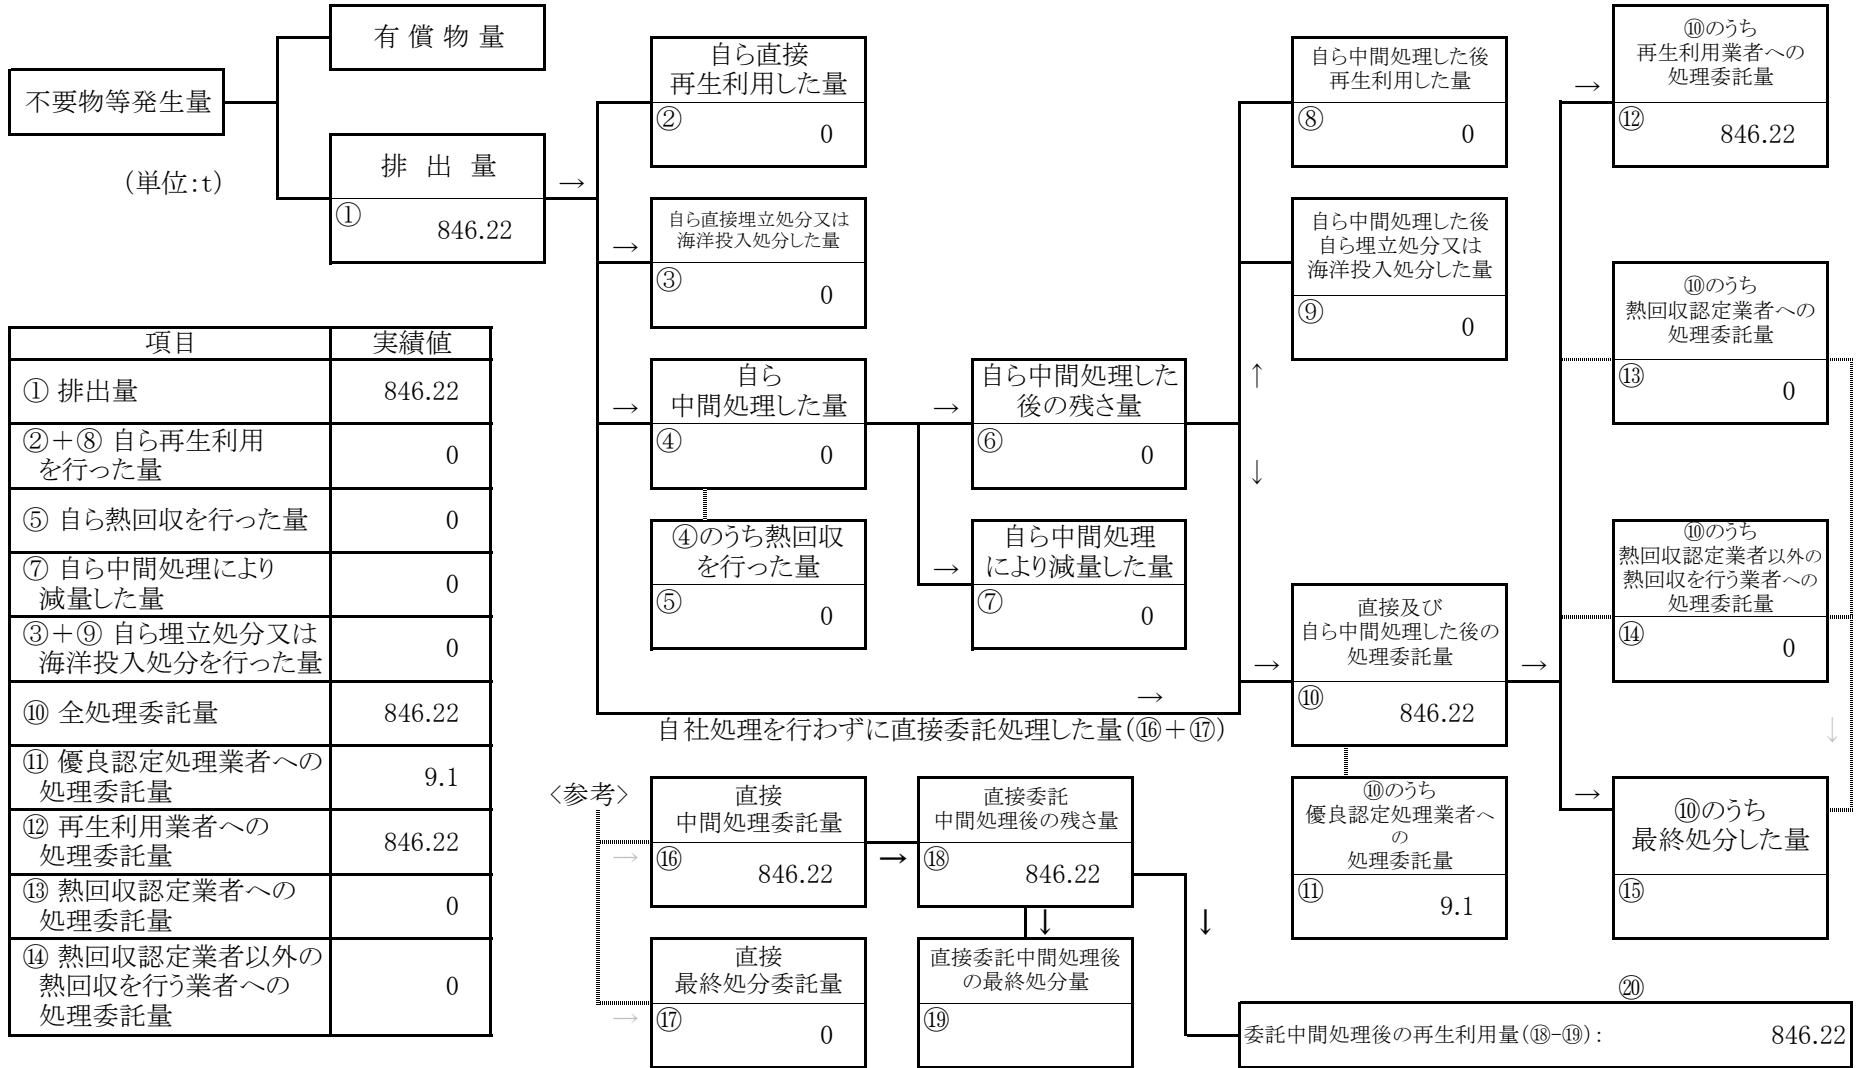 不要物等発生量
(単位:t)
有償物量
排出量
① 846.22
→
自ら直接
再生利用した量
② 0
→
自ら直接埋立処分又は
海洋投入処分した量
③ 0
→
自ら
中間処理した量
④ 0
④のうち熱回収
を行った量
⑤ 0
→
自ら中間処理した
後の残さ量
⑥ 0
→
自ら中間処理
により減量した量
⑦ 0
↑
↓
自ら中間処理した後
再生利用した量
⑧ 0
自ら中間処理した後
自ら埋立処分又は
海洋投入処分した量
⑨ 0
→
自社処理を行わずに直接委託処理した量(⑯+⑰)
→
直接及び
自ら中間処理した後の
処理委託量
⑩ 846.22
⑩のうち
優良認定処理業者へ
の
処理委託量
⑪ 9.1
→
→
⑩のうち
再生利用業者への
処理委託量
⑫ 846.22
⑩のうち
熱回収認定業者への
処理委託量
⑬ 0
⑩のうち
熱回収認定業者以外の
熱回収を行う業者への
処理委託量
⑭ 0
↓
→
⑩のうち
最終処分した量
⑮
項目 実績値
① 排出量 846.22
②+⑧ 自ら再生利用
を行った量 0
⑤ 自ら熱回収を行った量 0
⑦ 自ら中間処理により
減量した量 0
③+⑨ 自ら埋立処分又は
海洋投入処分を行った量 0
⑩ 全処理委託量 846.22
⑪ 優良認定処理業者への
処理委託量 9.1
⑫ 再生利用業者への
処理委託量 846.22
⑬ 熱回収認定業者への
処理委託量 0
⑭ 熱回収認定業者以外の
熱回収を行う業者への
処理委託量 0
<参考>
→
直接
中間処理委託量
⑯ 846.22
→
直接委託
中間処理後の残さ量
⑱ 846.22
↓
↓
→
直接
最終処分委託量
⑰ 0
直接委託中間処理後
の最終処分量
⑲
⑳
委託中間処理後の再生利用量(⑱-⑲): 846.22